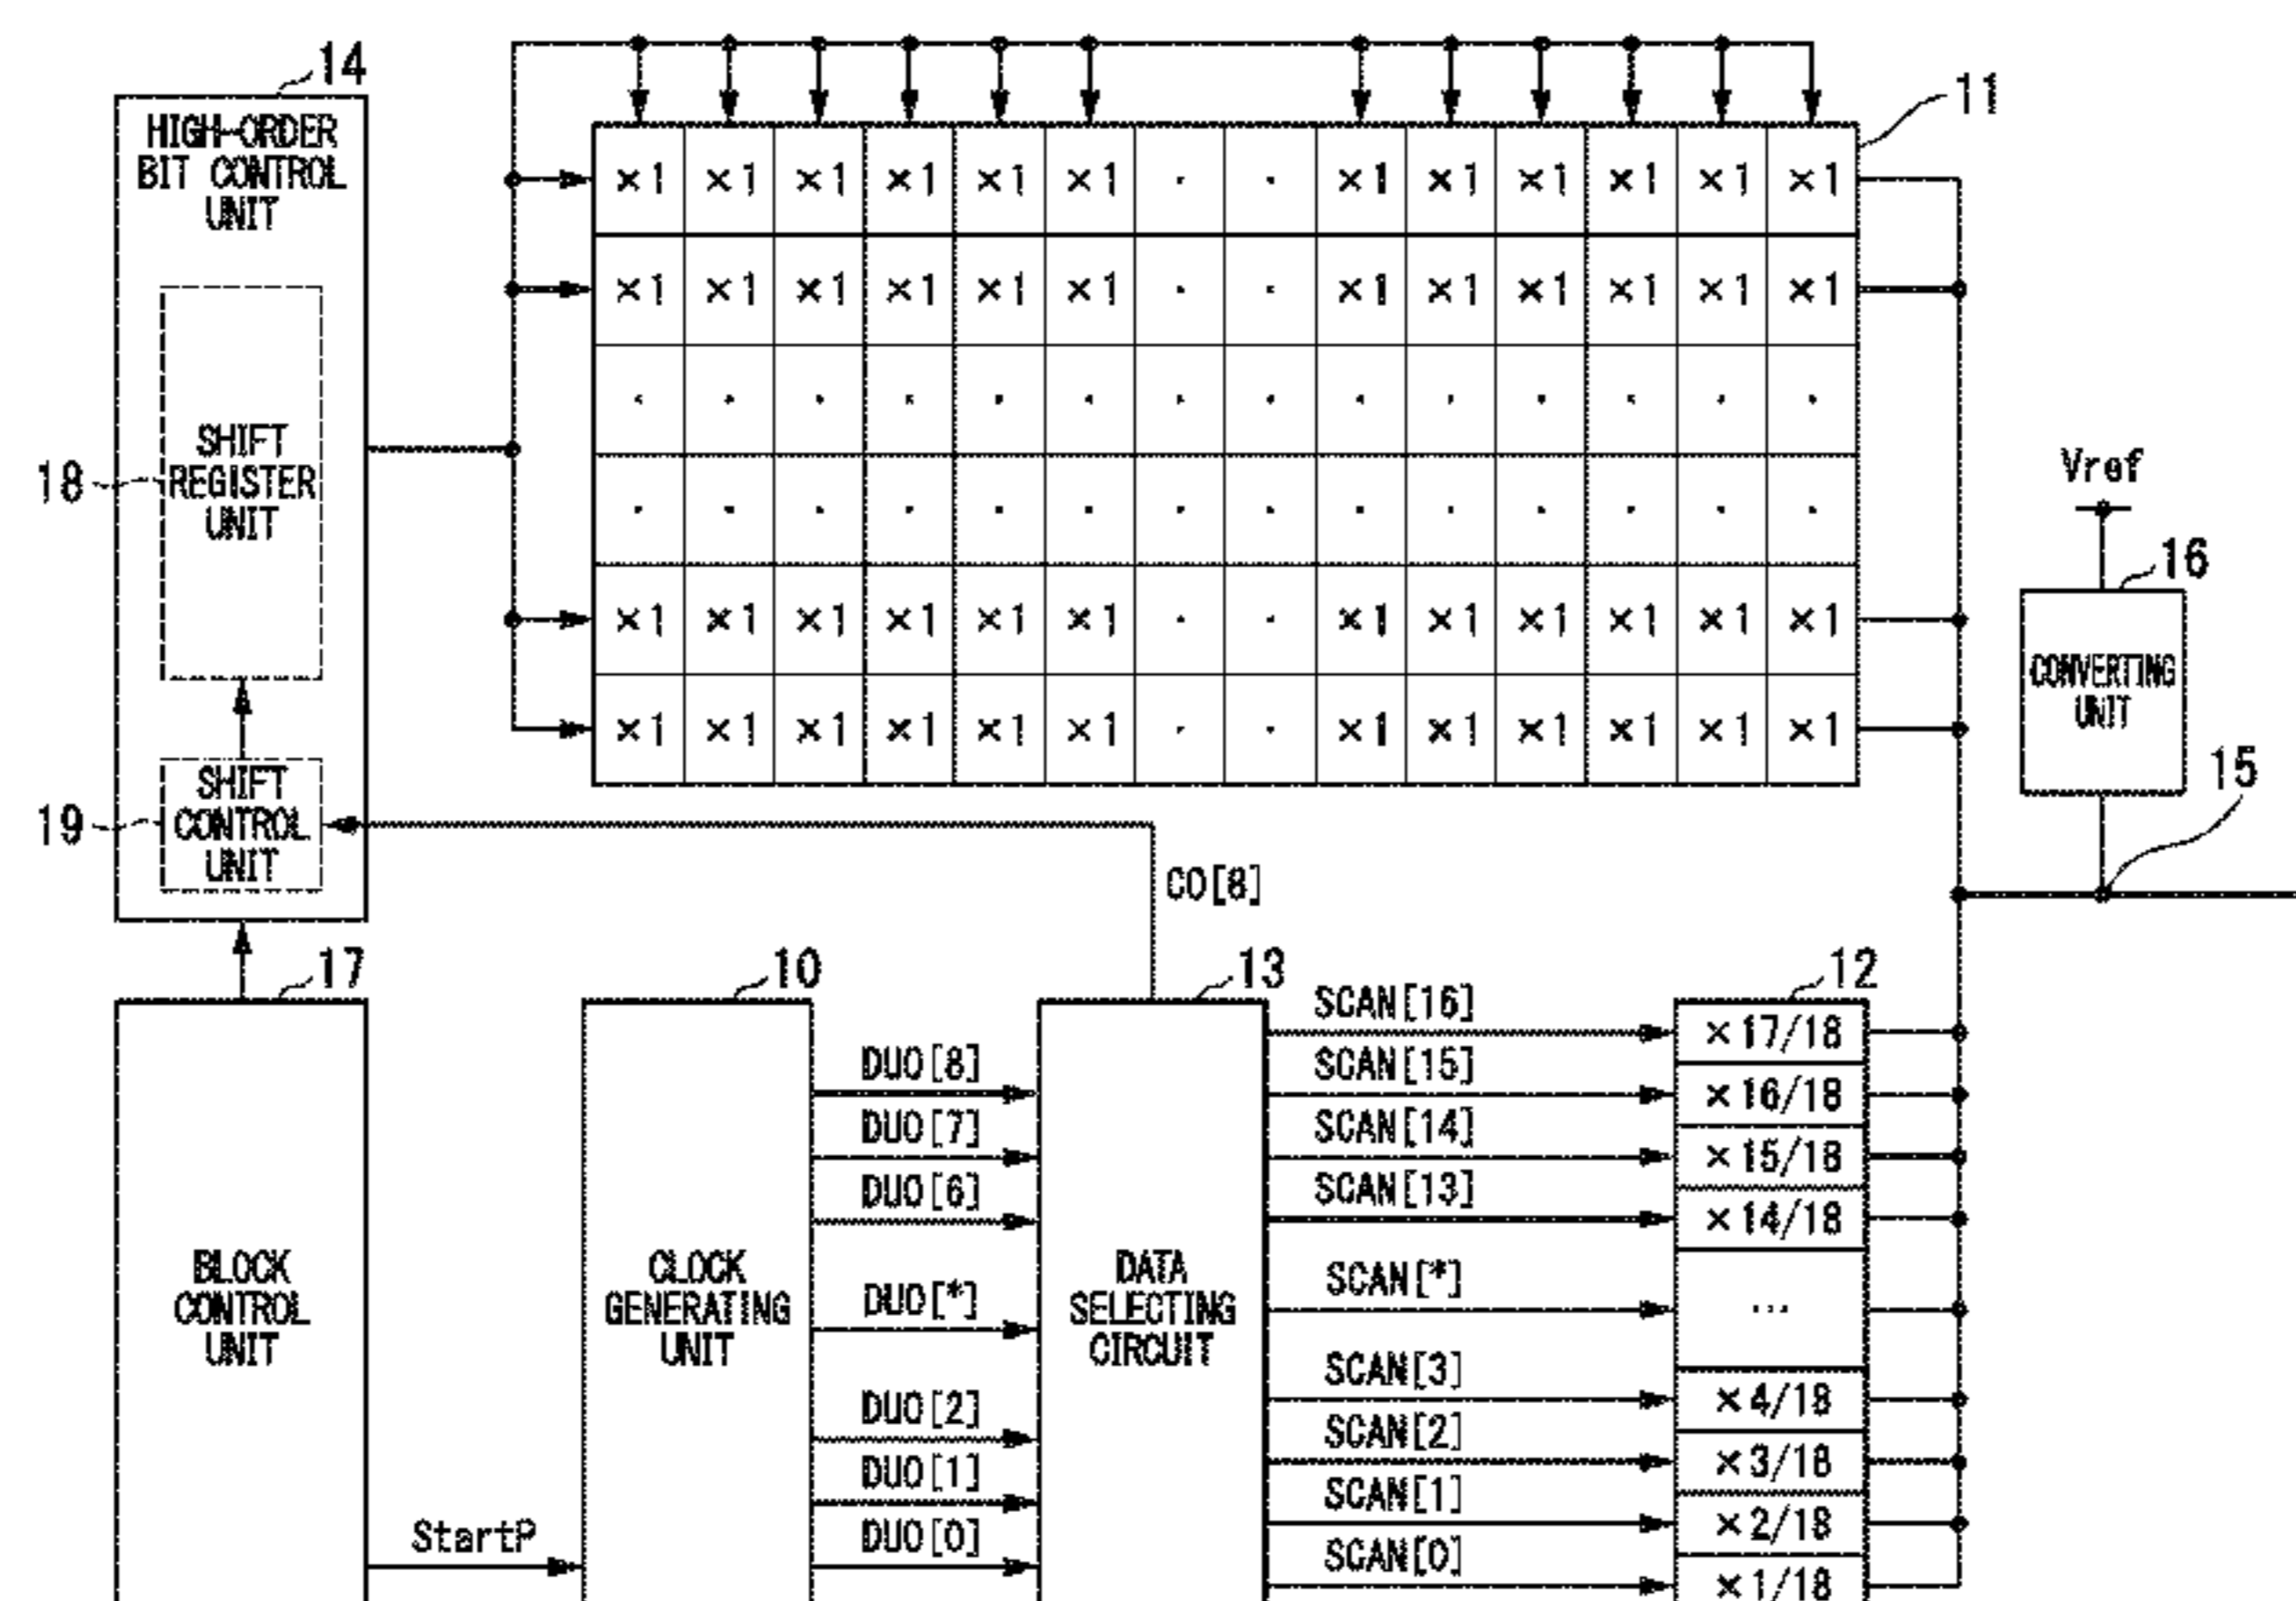 14
11
HIGH-ORDER
BIT CONTROL
UNIT
×1 ×1 ×1 ×1 ×1 ×1 · · ×1 ×1 ×1 ×1 ×1 ×1
×1 ×1 ×1 ×1 ×1 ×1 · · ×1 ×1 ×1 ×1 ×1 ×1
· · · · · · · · · · · · · ·
· · · · · · · · · · · · · ·
×1 ×1 ×1 ×1 ×1 ×1 · · ×1 ×1 ×1 ×1 ×1 ×1
×1 ×1 ×1 ×1 ×1 ×1 · · ×1 ×1 ×1 ×1 ×1 ×1
18
SHIFT
REGISTER
UNIT
Vref
16
CONVERTING
UNIT
15
19
SHIFT
CONTROL
UNIT
CO[8]
17
10
13
12
BLOCK
CONTROL
UNIT
StartP
CLOCK
GENERATING
UNIT
DUO[8]
DUO[7]
DUO[6]
DUO[*]
DUO[2]
DUO[1]
DUO[0]
DATA
SELECTING
CIRCUIT
SCAN[16]
SCAN[15]
SCAN[14]
SCAN[13]
SCAN[*]
SCAN[3]
SCAN[2]
SCAN[1]
SCAN[0]
×17/18
×16/18
×15/18
×14/18
...
×4/18
×3/18
×2/18
×1/18